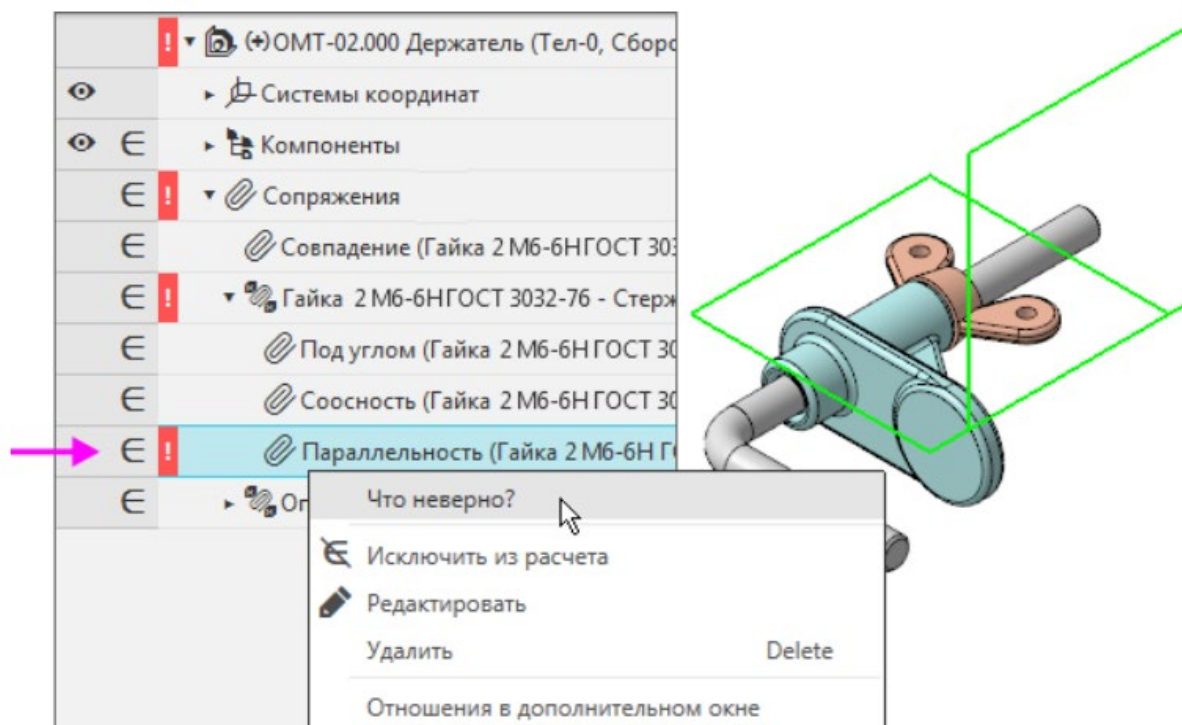 (+)ОМТ-02.000 Держатель (Тел-0, Сборо
Системы координат
Компоненты
Сопряжения
Совпадение (Гайка 2 М6-6Н ГОСТ 303
Гайка 2 М6-6Н ГОСТ 3032-76 - Стерж
Под углом (Гайка 2 М6-6Н ГОСТ 30
Соосность (Гайка 2 М6-6Н ГОСТ 30
Параллельность (Гайка 2 М6-6Н Г
Что неверно?
Исключить из расчета
Редактировать
Удалить Delete
Отношения в дополнительном окне